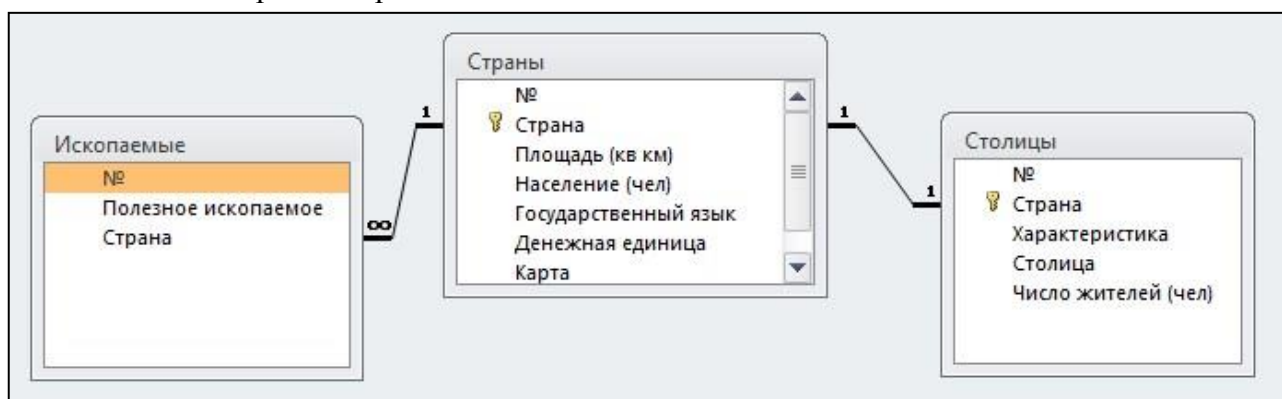 Ископаемые
№
Полезное ископаемое
Страна
1
∞
Страны
№
Страна
Площадь (кв км)
Население (чел)
Государственный язык
Денежная единица
Карта
1
1
Столицы
№
Страна
Характеристика
Столица
Число жителей (чел)